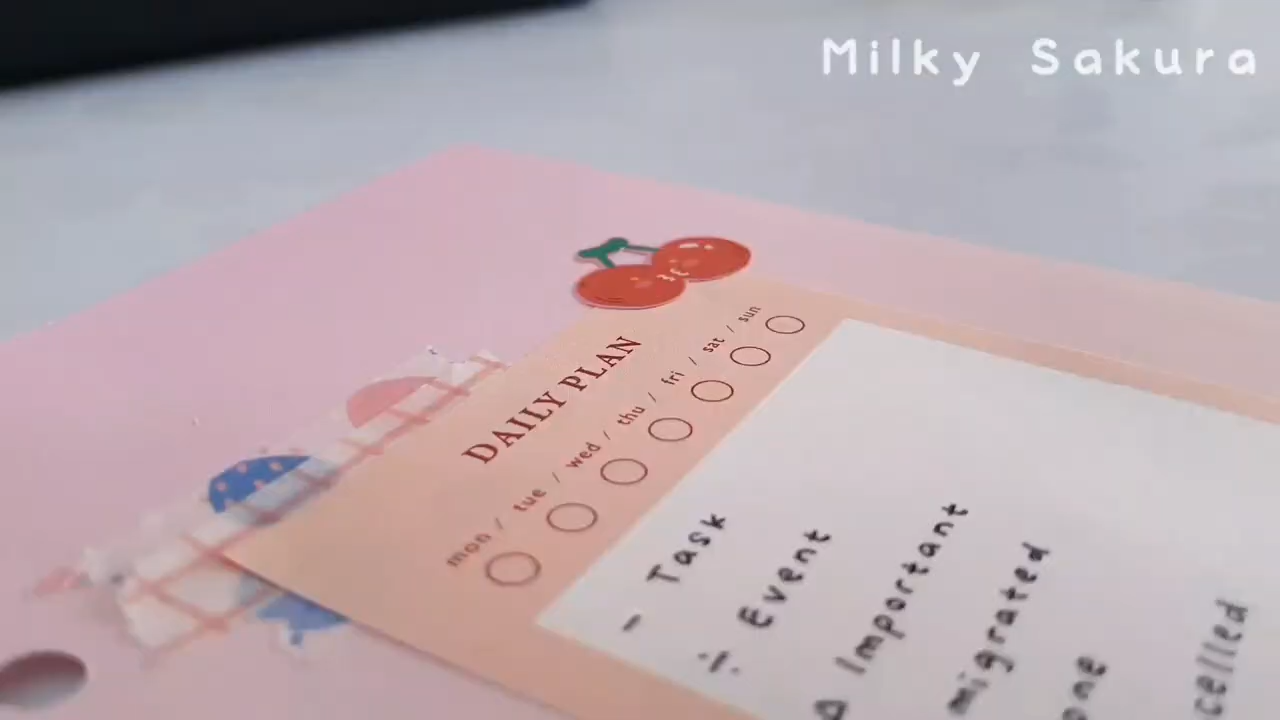 Milky Sakura
DAILY PLAN
mon / tue / wed / thu / fri / sat / sun
- Task
÷ Event
Δ Important
migrated